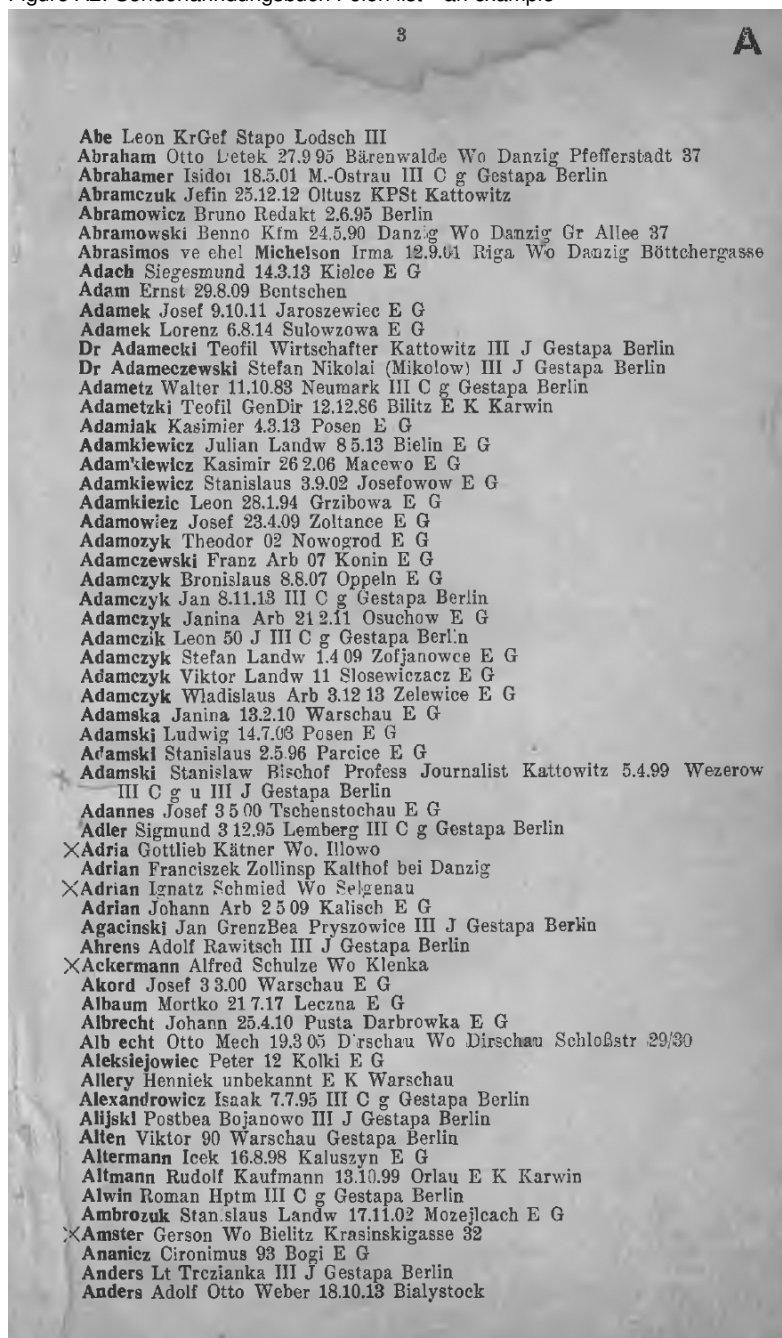 Figure A2: Sonderfahndungsbuch Polen list – an example
3
A
Abe Leon KrGef Stapo Lodsch III
Abraham Otto Detek 27.9 95 Bärenwalde Wo Danzig Pfefferstadt 37
Abrahamer Isidor 18.5.01 M.-Ostrau III C g Gestapa Berlin
Abramczuk Jefin 25.12.12 Oltusz KPSt Kattowitz
Abramowicz Bruno Redakt 2.6.95 Berlin
Abramowski Benno Kfm 24.5.90 Danzig Wo Danzig Gr Allee 37
Abrasimos ve ehel Michelson Irma 12.9.01 Riga Wo Danzig Böttchergasse
Adach Siegesmund 14.3.13 Kielce E G
Adam Ernst 29.8.09 Bentschen
Adamek Josef 9.10.11 Jaroszewiec E G
Adamek Lorenz 6.8.14 Sulowzowa E G
Dr Adamecki Teofil Wirtschafter Kattowitz III J Gestapa Berlin
Dr Adameczewski Stefan Nikolai (Mikolow) III J Gestapa Berlin
Adametz Walter 11.10.83 Neumark III C g Gestapa Berlin
Adametzki Teofil GenDir 12.12.86 Bilitz E K Karwin
Adamiak Kasimier 4.3.13 Posen E G
Adamkiewicz Julian Landw 8 5.13 Bielin E G
Adamkiewicz Kasimir 26 2.06 Macewo E G
Adamkiewicz Stanislaus 3.9.02 Josefowow E G
Adamkiezic Leon 28.1.94 Grzibowa E G
Adamowiez Josef 23.4.09 Zoltance E G
Adamozyk Theodor 02 Nowogrod E G
Adamczewski Franz Arb 07 Konin E G
Adamczyk Bronislaus 8.8.07 Oppeln E G
Adamczyk Jan 8.11.13 III C g Gestapa Berlin
Adamczyk Janina Arb 21 2.11 Osuchow E G
Adamczik Leon 50 J III C g Gestapa Berlin
Adamczyk Stefan Landw 1.4 09 Zofjanowce E G
Adamczyk Viktor Landw 11 Slosewiczacz E G
Adamczyk Wladislaus Arb 3.12 13 Zelewice E G
Adamska Janina 13.2.10 Warschau E G
Adamski Ludwig 14.7.03 Posen E G
Adamski Stanislaus 2.5.96 Parcice E G
Adamski Stanislaw Bischof Profess Journalist Kattowitz 5.4.99 Wezerow
III C g u III J Gestapa Berlin
Adannes Josef 3 5 00 Tschenstochau E G
Adler Sigmund 3 12.95 Lemberg III C g Gestapa Berlin
XAdria Gottlieb Kätner Wo. Illowo
Adrian Franciszek Zollinsp Kalthof bei Danzig
XAdrian Ignatz Schmied Wo Selgenau
Adrian Johann Arb 2 5 09 Kalisch E G
Agacinski Jan GrenzBea Pryszowice III J Gestapa Berlin
Ahrens Adolf Rawitsch III J Gestapa Berlin
XAckermann Alfred Schulze Wo Klenka
Akord Josef 3 3.00 Warschau E G
Albaum Mortko 21 7.17 Leczna E G
Albrecht Johann 25.4.10 Pusta Darbrowka E G
Alb echt Otto Mech 19.3 05 Dirschau Wo Dirschau Schloßstr 29/30
Aleksiejowiec Peter 12 Kolki E G
Allery Henniek unbekannt E K Warschau
Alexandrowicz Isaak 7.7.95 III C g Gestapa Berlin
Alijski Postbea Bojanowo III J Gestapa Berlin
Alten Viktor 90 Warschau Gestapa Berlin
Altermann Icek 16.8.98 Kaluszyn E G
Altmann Rudolf Kaufmann 13.10.99 Orlau E K Karwin
Alwin Roman Hptm III C g Gestapa Berlin
Ambrozuk Stanislaus Landw 17.11.02 Mozejlcach E G
XAmster Gerson Wo Bielitz Krasinskigasse 32
Ananicz Cironimus 93 Bogi E G
Anders Lt Trczianka III J Gestapa Berlin
Anders Adolf Otto Weber 18.10.13 Bialystock